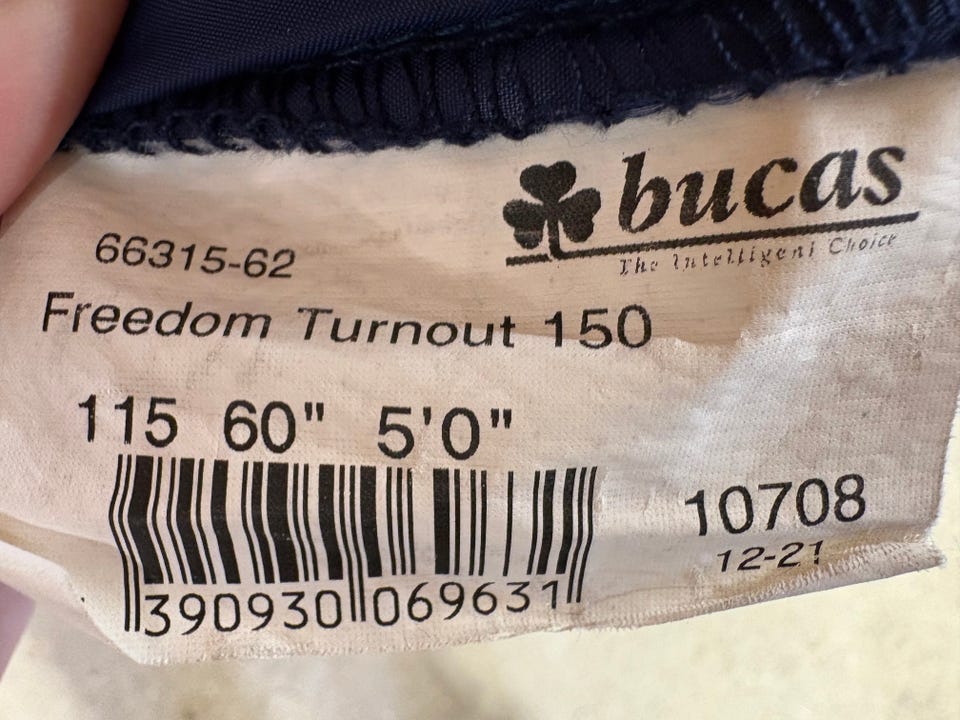 bucas
The Intelligent Choice
66315-62
Freedom Turnout 150
115 60" 5'0"
390930 069631
10708
12-21